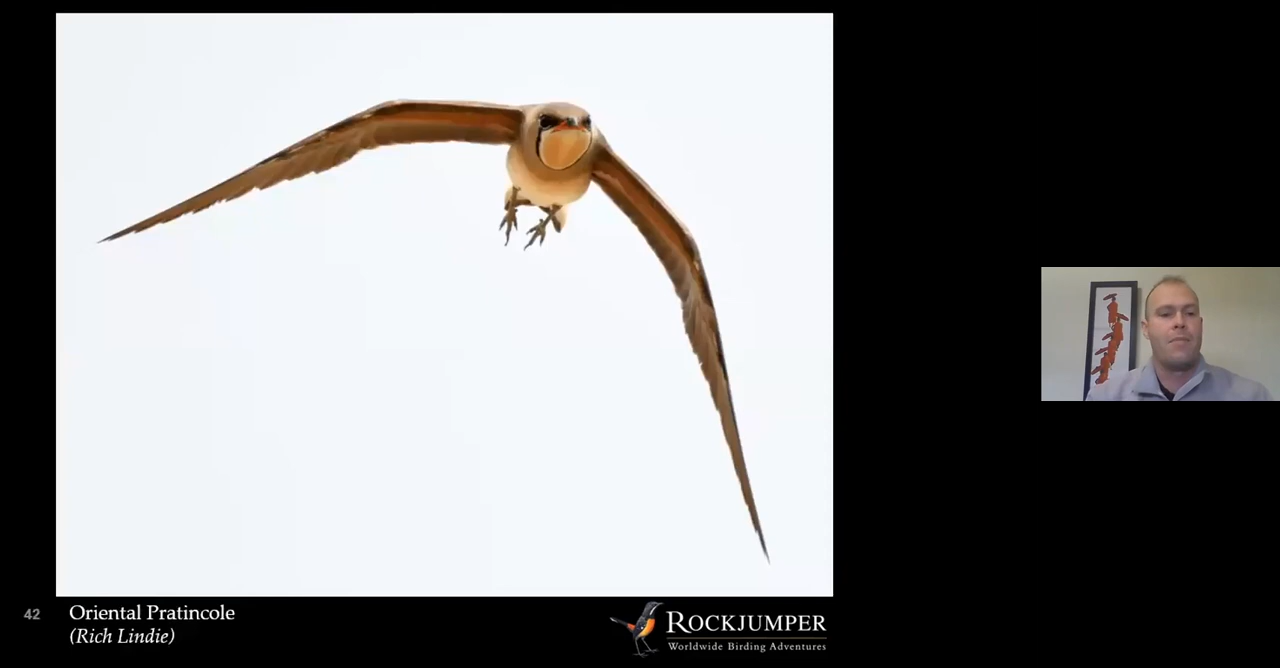 42
Oriental Pratincole
(Rich Lindie)
ROCKJUMPER
Worldwide Birding Adventures